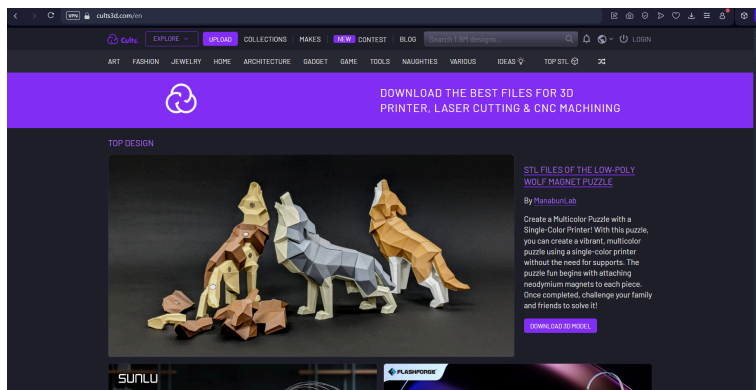 VPN cults3d.com/en
Cults. EXPLORE UPLOAD COLLECTIONS MAKES NEW CONTEST BLOG Search 1.8M designs... LOGIN
ART FASHION JEWELRY HOME ARCHITECTURE GADGET GAME TOOLS NAUGHTIES VARIOUS IDEAS TOP STL
DOWNLOAD THE BEST FILES FOR 3D
PRINTER, LASER CUTTING & CNC MACHINING
TOP DESIGN
STL FILES OF THE LOW-POLY
WOLF MAGNET PUZZLE
By ManabunLab
Create a Multicolor Puzzle with a
Single-Color Printer! With this puzzle,
you can create a vibrant, multicolor
puzzle using a single-color printer
without the need for supports. The
puzzle fun begins with attaching
neodymium magnets to each piece.
Once completed, challenge your family
and friends to solve it!
DOWNLOAD 3D MODEL
SUNLU
FLASHFORGE